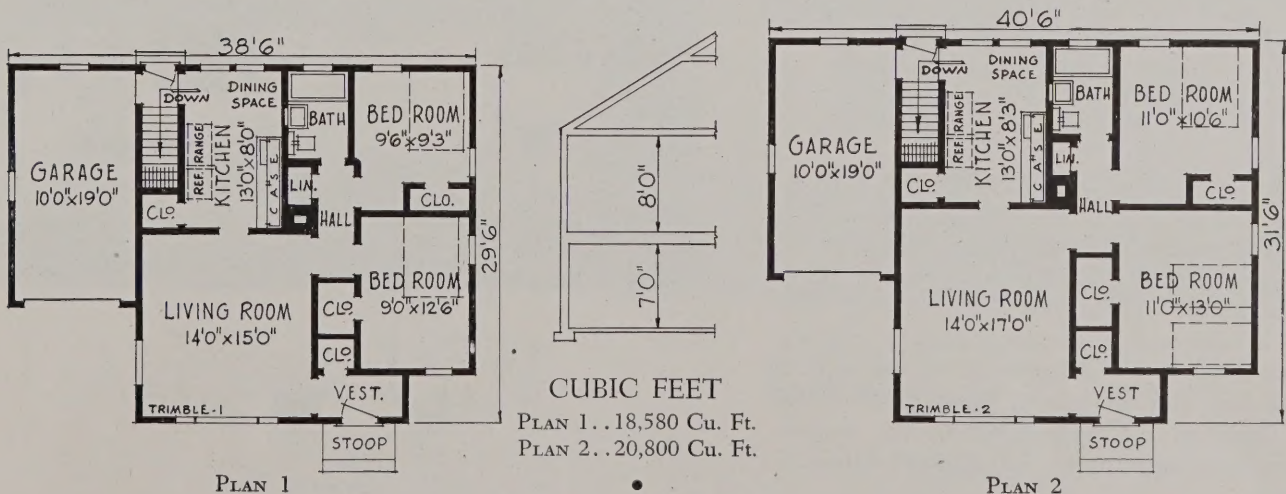 38'6"
DOWN
DINING
SPACE
BATH
BED ROOM
9'6"x9'3"
GARAGE
10'0"x19'0"
REF. RANGE
KITCHEN
13'0"x8'0"
CASE
LIN.
CLO.
CLO.
HALL
29'6"
LIVING ROOM
14'0"x15'0"
CLO.
BED ROOM
9'0"x12'6"
CLO.
VEST.
TRIMBLE-1
STOOP
PLAN 1
8'0"
7'0"
CUBIC FEET
PLAN 1..18,580 Cu. Ft.
PLAN 2..20,800 Cu. Ft.
40'6"
DOWN
DINING
SPACE
BATH
BED ROOM
11'0"x10'6"
GARAGE
10'0"x19'0"
REF. RANGE
KITCHEN
13'0"x8'3"
CASE
LIN.
CLO.
CLO.
HALL
31'6"
LIVING ROOM
14'0"x17'0"
CLO.
BED ROOM
11'0"x13'0"
CLO.
VEST
TRIMBLE-2
STOOP
PLAN 2